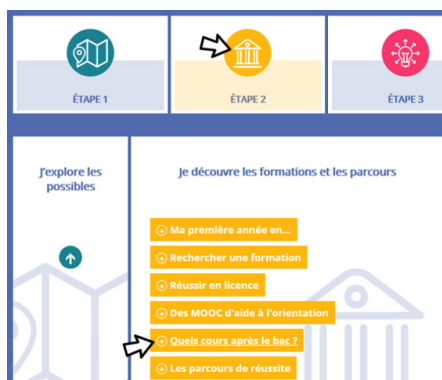 ÉTAPE 1
ÉTAPE 2
ÉTAPE 3
J'explore les
possibles
Je découvre les formations et les parcours
Ma première année en...
Rechercher une formation
Réussir en licence
Des MOOC d'aide à l'orientation
Quels cours après le bac ?
Les parcours de réussite